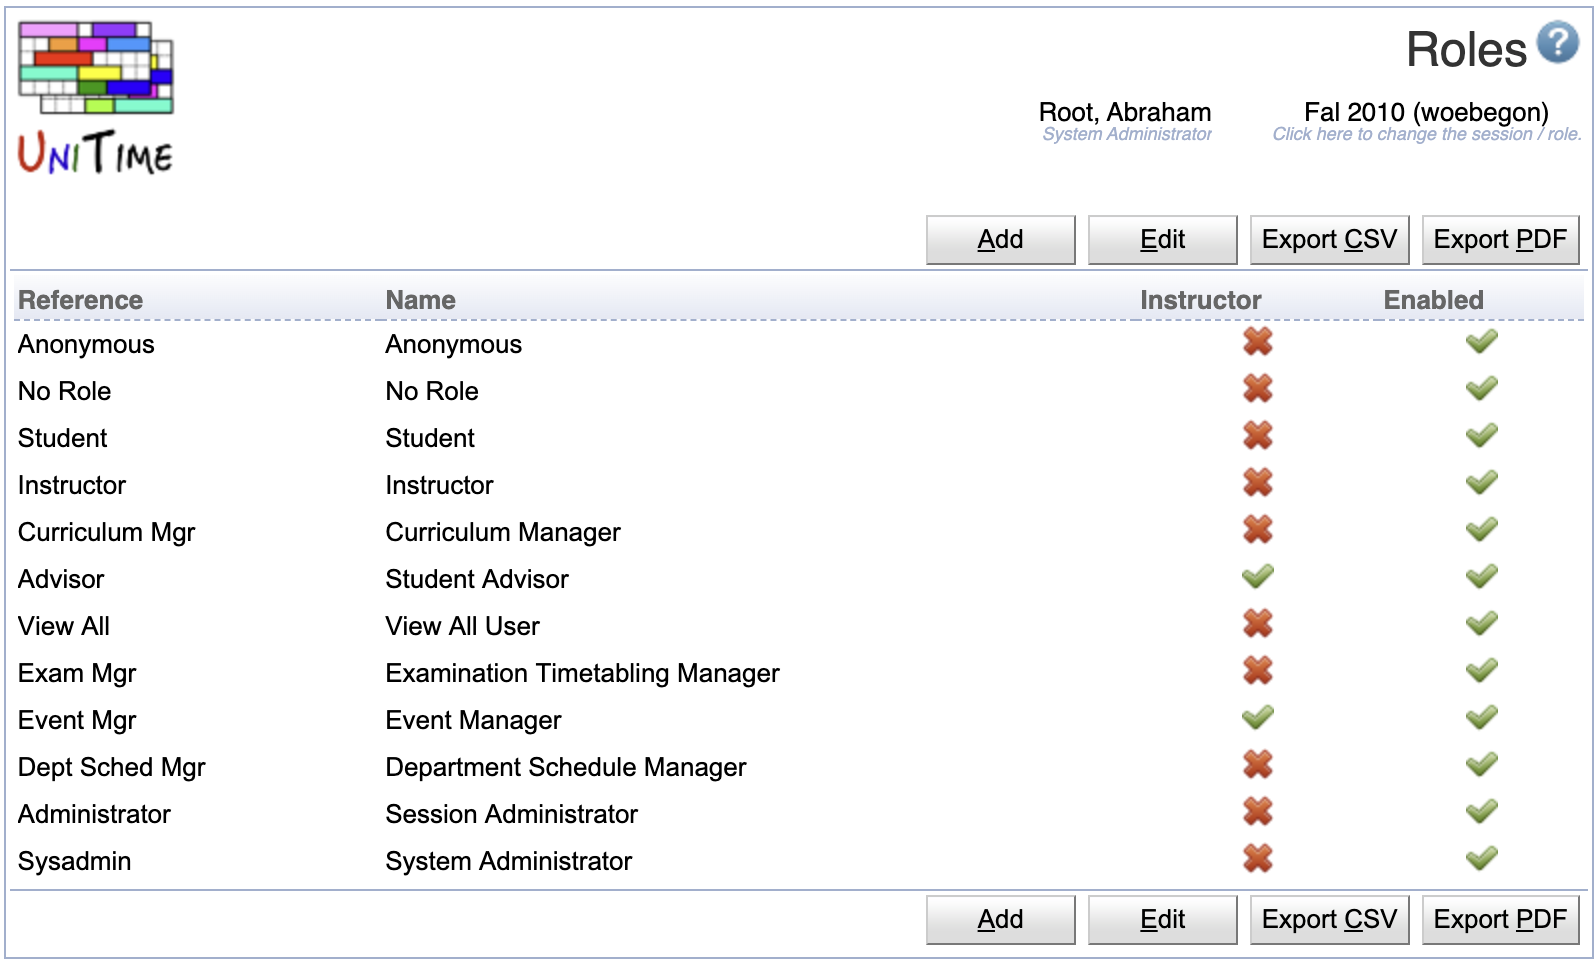 UNITIME
Roles ?
Root, Abraham Fal 2010 (woebegon)
System Administrator Click here to change the session / role.
Add Edit Export CSV Export PDF
Reference Name Instructor Enabled
Anonymous Anonymous
No Role No Role
Student Student
Instructor Instructor
Curriculum Mgr Curriculum Manager
Advisor Student Advisor
View All View All User
Exam Mgr Examination Timetabling Manager
Event Mgr Event Manager
Dept Sched Mgr Department Schedule Manager
Administrator Session Administrator
Sysadmin System Administrator
Add Edit Export CSV Export PDF